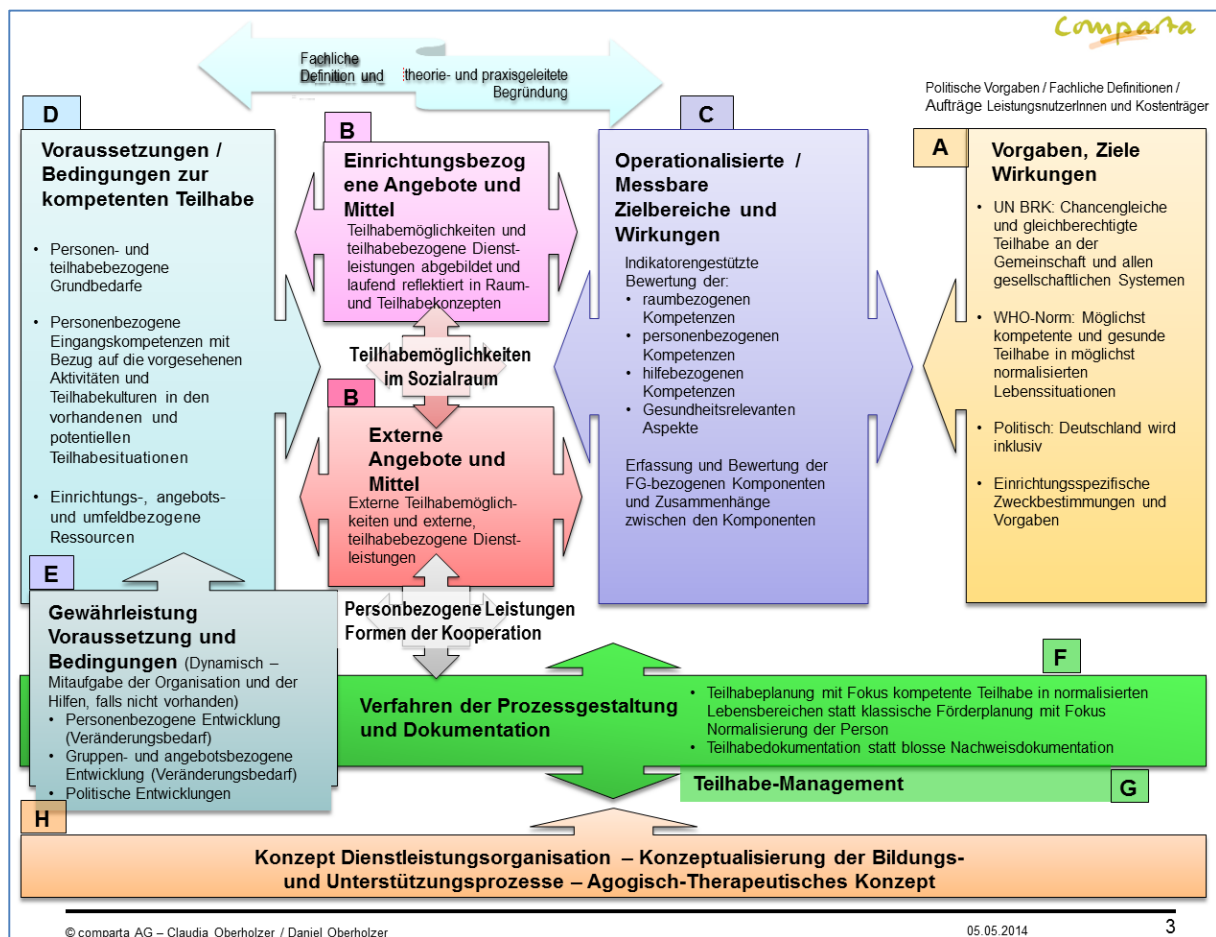 Comparta
Fachliche
Definition und
theorie- und praxisgeleitete
Begründung
Politische Vorgaben / Fachliche Definitionen /
Aufträge LeistungsnutzerInnen und Kostenträger
D
Voraussetzungen /
Bedingungen zur
kompetenten Teilhabe
• Personen- und
teilhabebezogene
Grundbedarfe
• Personenbezogene
Eingangskompetenzen mit
Bezug auf die vorgesehenen
Aktivitäten und
Teilhabekulturen in den
vorhandenen und
potentiellen
Teilhabesituationen
• Einrichtungs-, angebots-
und umfeldbezogene
Ressourcen
B
Einrichtungsbezog
ene Angebote und
Mittel
Teilhabemöglichkeiten und
teilhabebezogene Dienst-
leistungen abgebildet und
laufend reflektiert in Raum-
und Teilhabekonzepten
Teilhabemöglichkeiten
im Sozialraum
B
Externe
Angebote und
Mittel
Externe Teilhabemöglich-
keiten und externe,
teilhabebezogene Dienst-
leistungen
Personbezogene Leistungen
Formen der Kooperation
C
Operationalisierte /
Messbare
Zielbereiche und
Wirkungen
Indikatorengestützte
Bewertung der:
• raumbezogenen
Kompetenzen
• personenbezogenen
Kompetenzen
• hilfebezogenen
Kompetenzen
• Gesundheitsrelevanten
Aspekte
Erfassung und Bewertung der
FG-bezogenen Komponenten
und Zusammenhänge
zwischen den Komponenten
A
Vorgaben, Ziele
Wirkungen
• UN BRK: Chancengleiche
und gleichberechtigte
Teilhabe an der
Gemeinschaft und allen
gesellschaftlichen Systemen
• WHO-Norm: Möglichst
kompetente und gesunde
Teilhabe in möglichst
normalisierten
Lebenssituationen
• Politisch: Deutschland wird
inklusiv
• Einrichtungsspezifische
Zweckbestimmungen und
Vorgaben
E
Gewährleistung
Voraussetzung und
Bedingungen (Dynamisch –
Mitaufgabe der Organisation und der
Hilfen, falls nicht vorhanden)
• Personenbezogene Entwicklung
(Veränderungsbedarf)
• Gruppen- und angebotsbezogene
Entwicklung (Veränderungsbedarf)
• Politische Entwicklungen
Verfahren der Prozessgestaltung
und Dokumentation
F
• Teilhabeplanung mit Fokus kompetente Teilhabe in normalisierten
Lebensbereichen statt klassische Förderplanung mit Fokus
Normalisierung der Person
• Teilhabedokumentation statt blosse Nachweisdokumentation
Teilhabe-Management
G
H
Konzept Dienstleistungsorganisation – Konzeptualisierung der Bildungs-
und Unterstützungsprozesse – Agogisch-Therapeutisches Konzept
© comparta AG – Claudia Oberholzer / Daniel Oberholzer
05.05.2014
3